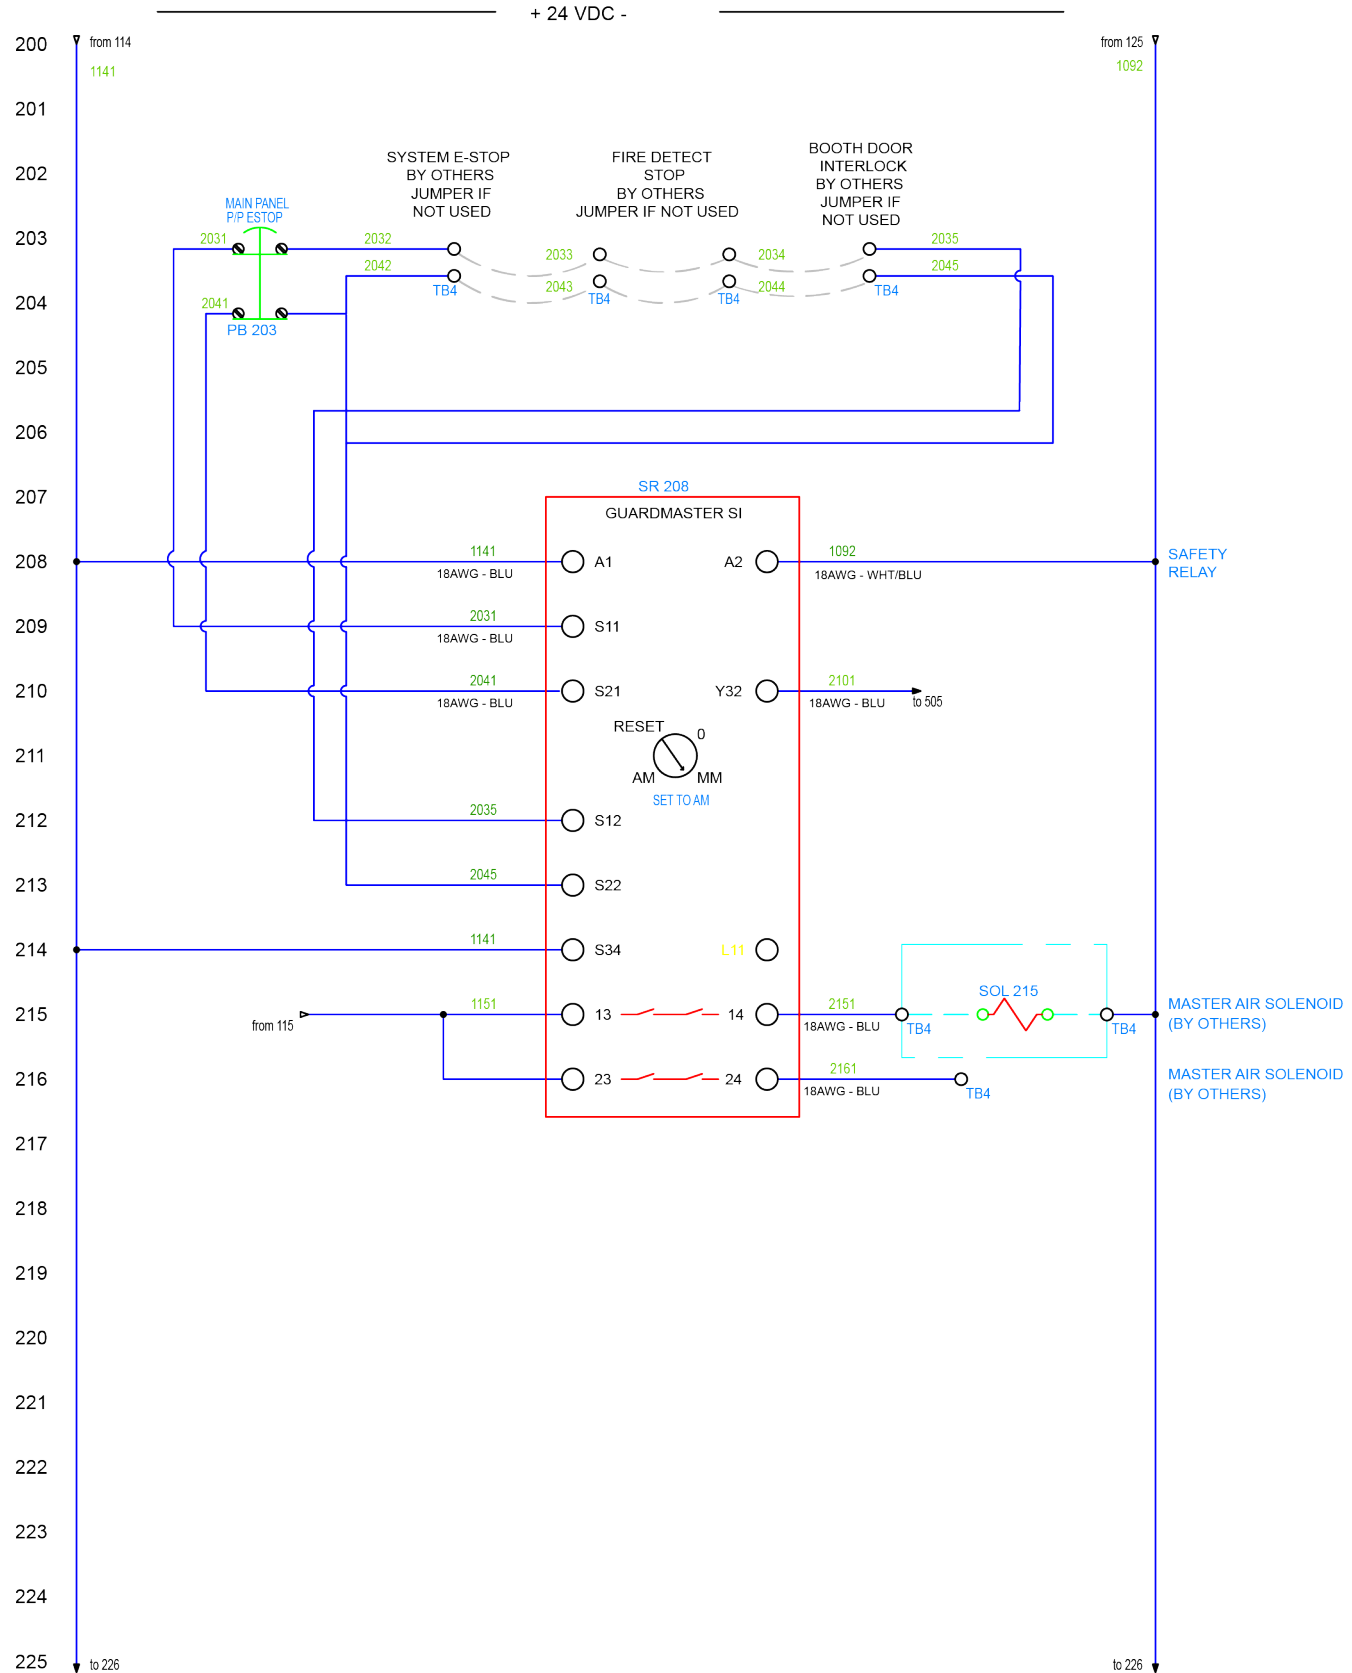 + 24 VDC -
200
from 114
from 125
1141
1092
201
202
SYSTEM E-STOP
BY OTHERS
JUMPER IF
NOT USED
FIRE DETECT
STOP
BY OTHERS
JUMPER IF NOT USED
BOOTH DOOR
INTERLOCK
BY OTHERS
JUMPER IF
NOT USED
MAIN PANEL
P/P ESTOP
203
2031
2032
2033
2034
2035
2042
2043
2044
2045
TB4
TB4
TB4
TB4
204
2041
PB 203
205
206
207
SR 208
GUARDMASTER SI
208
1141
18AWG - BLU
A1
A2
1092
18AWG - WHT/BLU
SAFETY
RELAY
209
2031
18AWG - BLU
S11
210
2041
18AWG - BLU
S21
Y32
2101
18AWG - BLU
to 505
211
RESET
0
AM
MM
SET TO AM
212
2035
S12
213
2045
S22
214
1141
S34
L11
215
from 115
1151
13
14
2151
18AWG - BLU
TB4
SOL 215
TB4
MASTER AIR SOLENOID
(BY OTHERS)
216
23
24
2161
18AWG - BLU
TB4
MASTER AIR SOLENOID
(BY OTHERS)
217
218
219
220
221
222
223
224
225
to 226
to 226